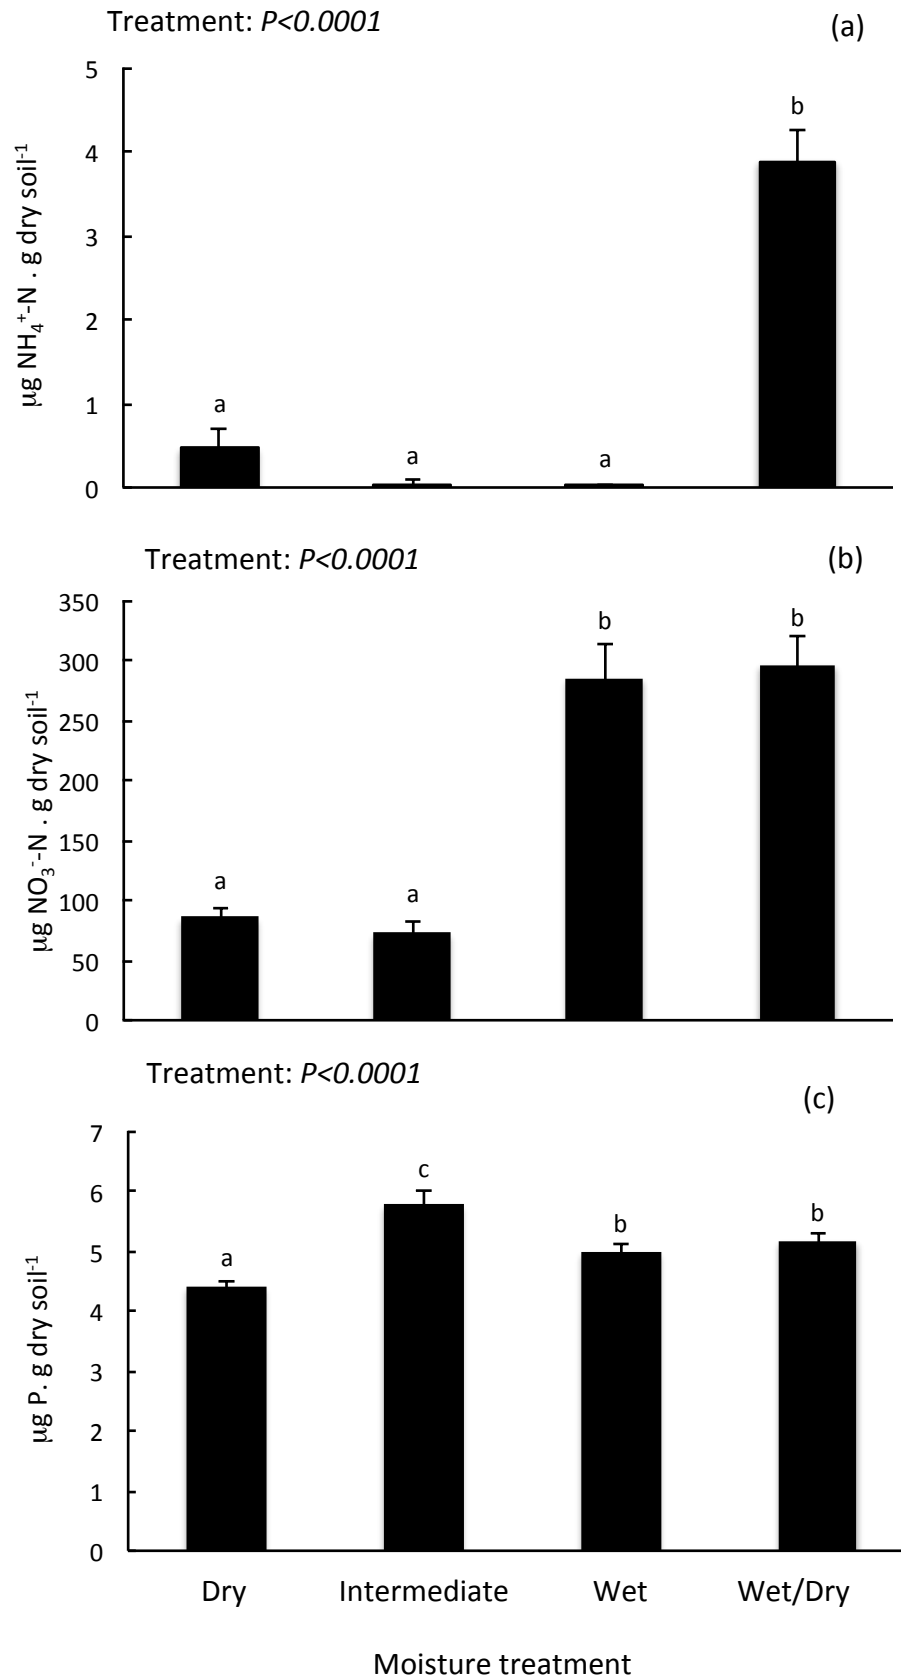 Treatment: P<0.0001
(a)
µg NH₄⁺-N . g dry soil⁻¹
5
4
3
2
1
0
a
a
a
b
Treatment: P<0.0001
(b)
µg NO₃⁻-N . g dry soil⁻¹
350
300
250
200
150
100
50
0
a
a
b
b
Treatment: P<0.0001
(c)
µg P. g dry soil⁻¹
7
6
5
4
3
2
1
0
a
c
b
b
Dry Intermediate Wet Wet/Dry
Moisture treatment